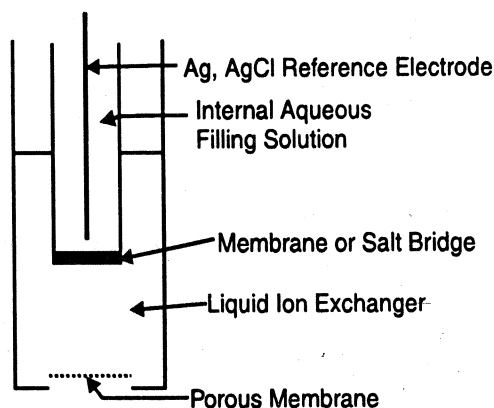 Ag, AgCl Reference Electrode
Internal Aqueous
Filling Solution
Membrane or Salt Bridge
Liquid Ion Exchanger
Porous Membrane